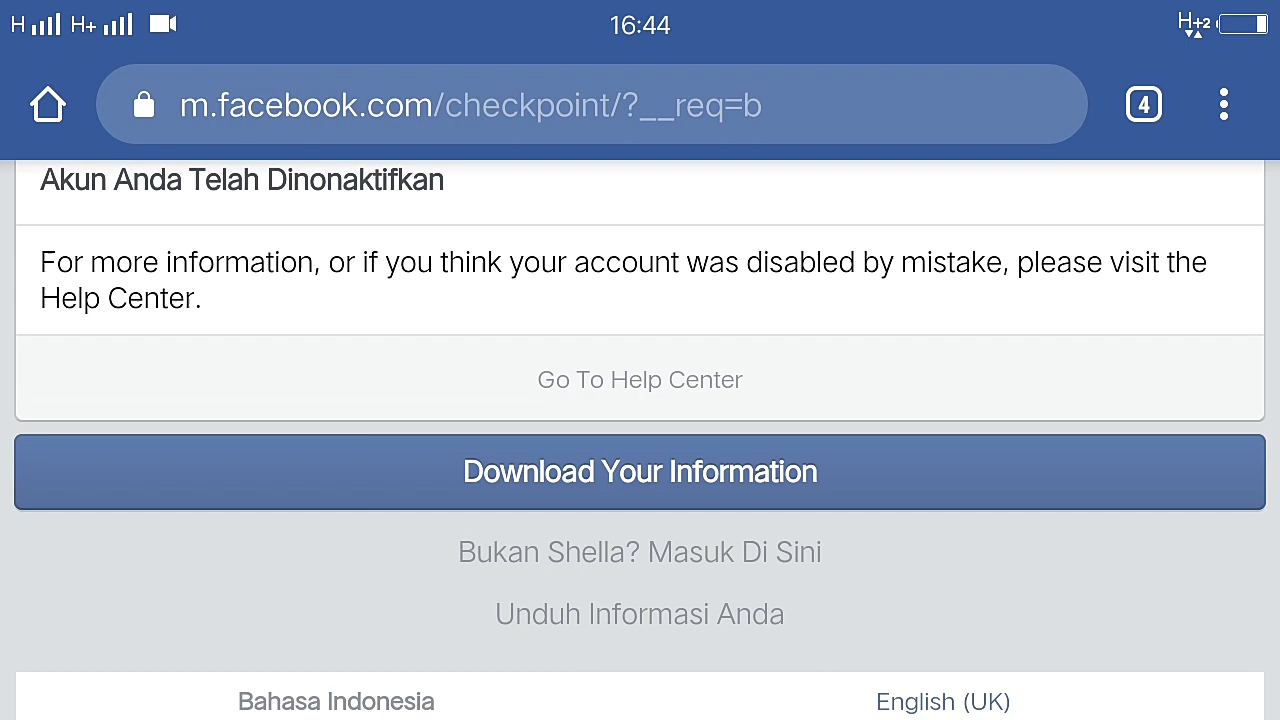 H H+ 16:44 H+2
m.facebook.com/checkpoint/?__req=b 4
Akun Anda Telah Dinonaktifkan
For more information, or if you think your account was disabled by mistake, please visit the
Help Center.
Go To Help Center
Download Your Information
Bukan Shella? Masuk Di Sini
Unduh Informasi Anda
Bahasa Indonesia English (UK)